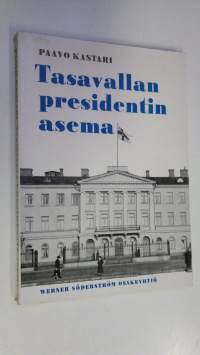 PAAVO KASTARI
Tasavallan
presidentin
asema
WERNER SÖDERSTRÖM OSAKEYHTIÖ